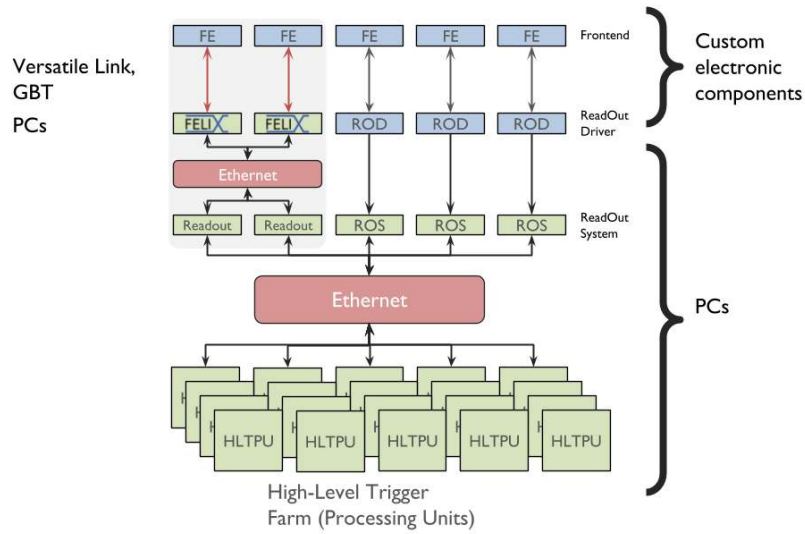 FE FE FE FE FE Frontend
Custom
electronic
components
Versatile Link,
GBT
PCs
FELIX FELIX ROD ROD ROD
ReadOut
Driver
Ethernet
Readout Readout ROS ROS ROS
ReadOut
System
Ethernet
PCs
HLTPU HLTPU HLTPU HLTPU HLTPU
High-Level Trigger
Farm (Processing Units)